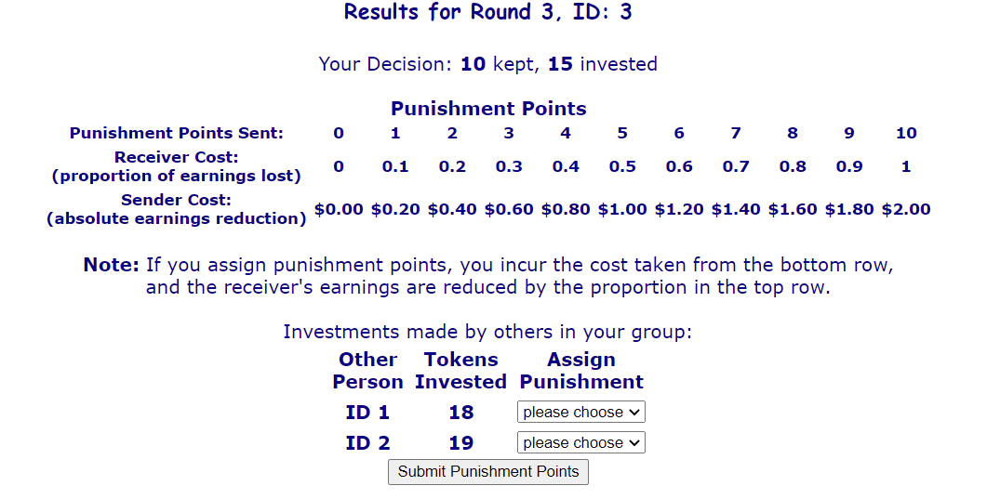 Results for Round 3, ID: 3
Your Decision: 10 kept, 15 invested
Punishment Points
Punishment Points Sent: 0 1 2 3 4 5 6 7 8 9 10
Receiver Cost:
(proportion of earnings lost) 0 0.1 0.2 0.3 0.4 0.5 0.6 0.7 0.8 0.9 1
Sender Cost:
(absolute earnings reduction) $0.00 $0.20 $0.40 $0.60 $0.80 $1.00 $1.20 $1.40 $1.60 $1.80 $2.00
Note: If you assign punishment points, you incur the cost taken from the bottom row,
and the receiver's earnings are reduced by the proportion in the top row.
Investments made by others in your group:
Other Tokens Assign
Person Invested Punishment
ID 1 18 please choose
ID 2 19 please choose
Submit Punishment Points